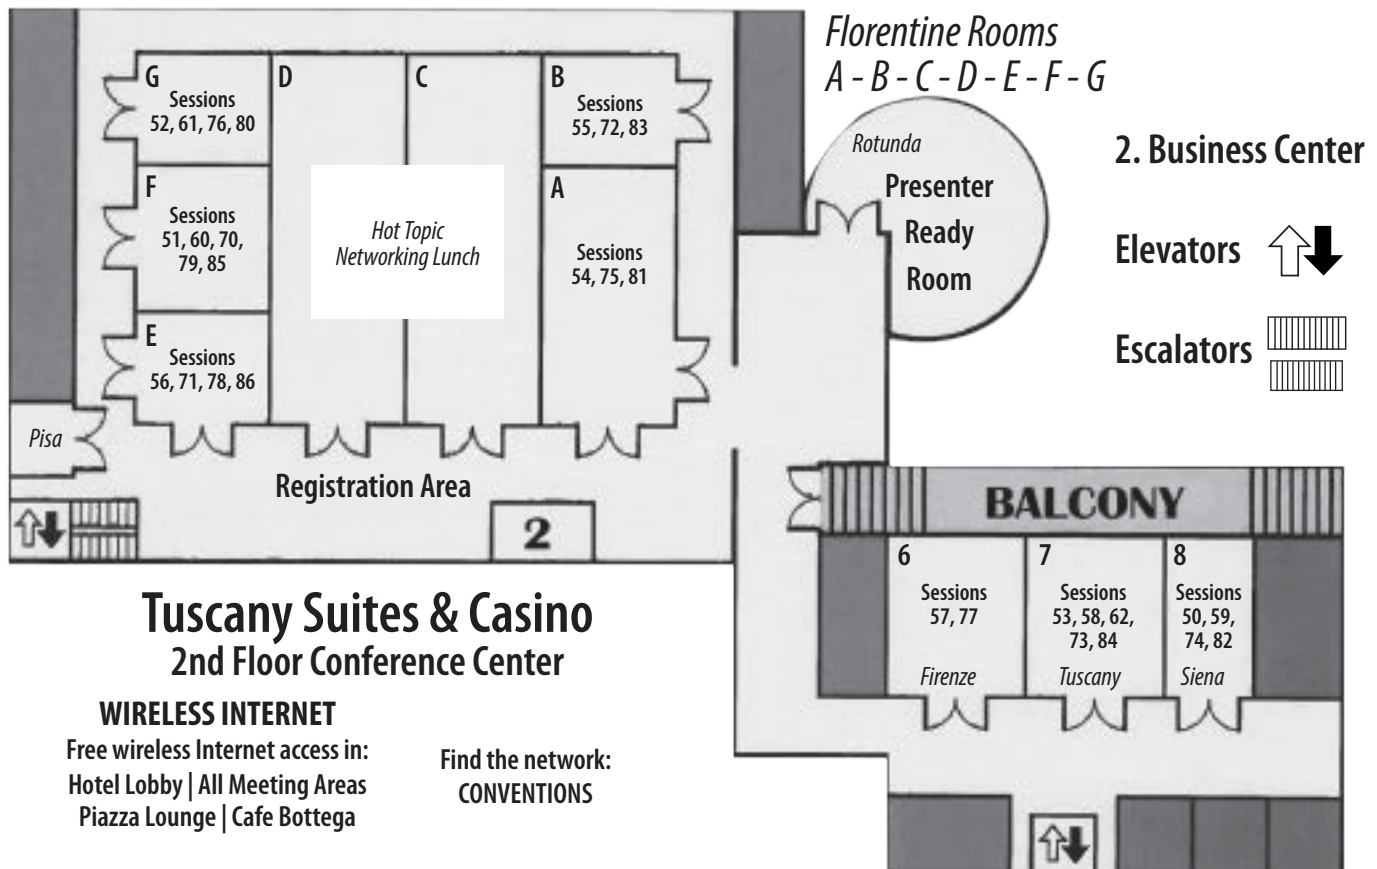 Florentine Rooms
A - B - C - D - E - F - G
G
Sessions
52, 61, 76, 80
D
C
B
Sessions
55, 72, 83
Rotunda
Presenter
Ready
Room
2. Business Center
F
Sessions
51, 60, 70,
79, 85
Hot Topic
Networking Lunch
A
Sessions
54, 75, 81
Elevators
Escalators
E
Sessions
56, 71, 78, 86
Pisa
Registration Area
2
BALCONY
6
Sessions
57, 77
Firenze
7
Sessions
53, 58, 62,
73, 84
Tuscany
8
Sessions
50, 59,
74, 82
Siena
Tuscany Suites & Casino
2nd Floor Conference Center
WIRELESS INTERNET
Free wireless Internet access in:
Hotel Lobby | All Meeting Areas
Piazza Lounge | Cafe Bottega
Find the network:
CONVENTIONS